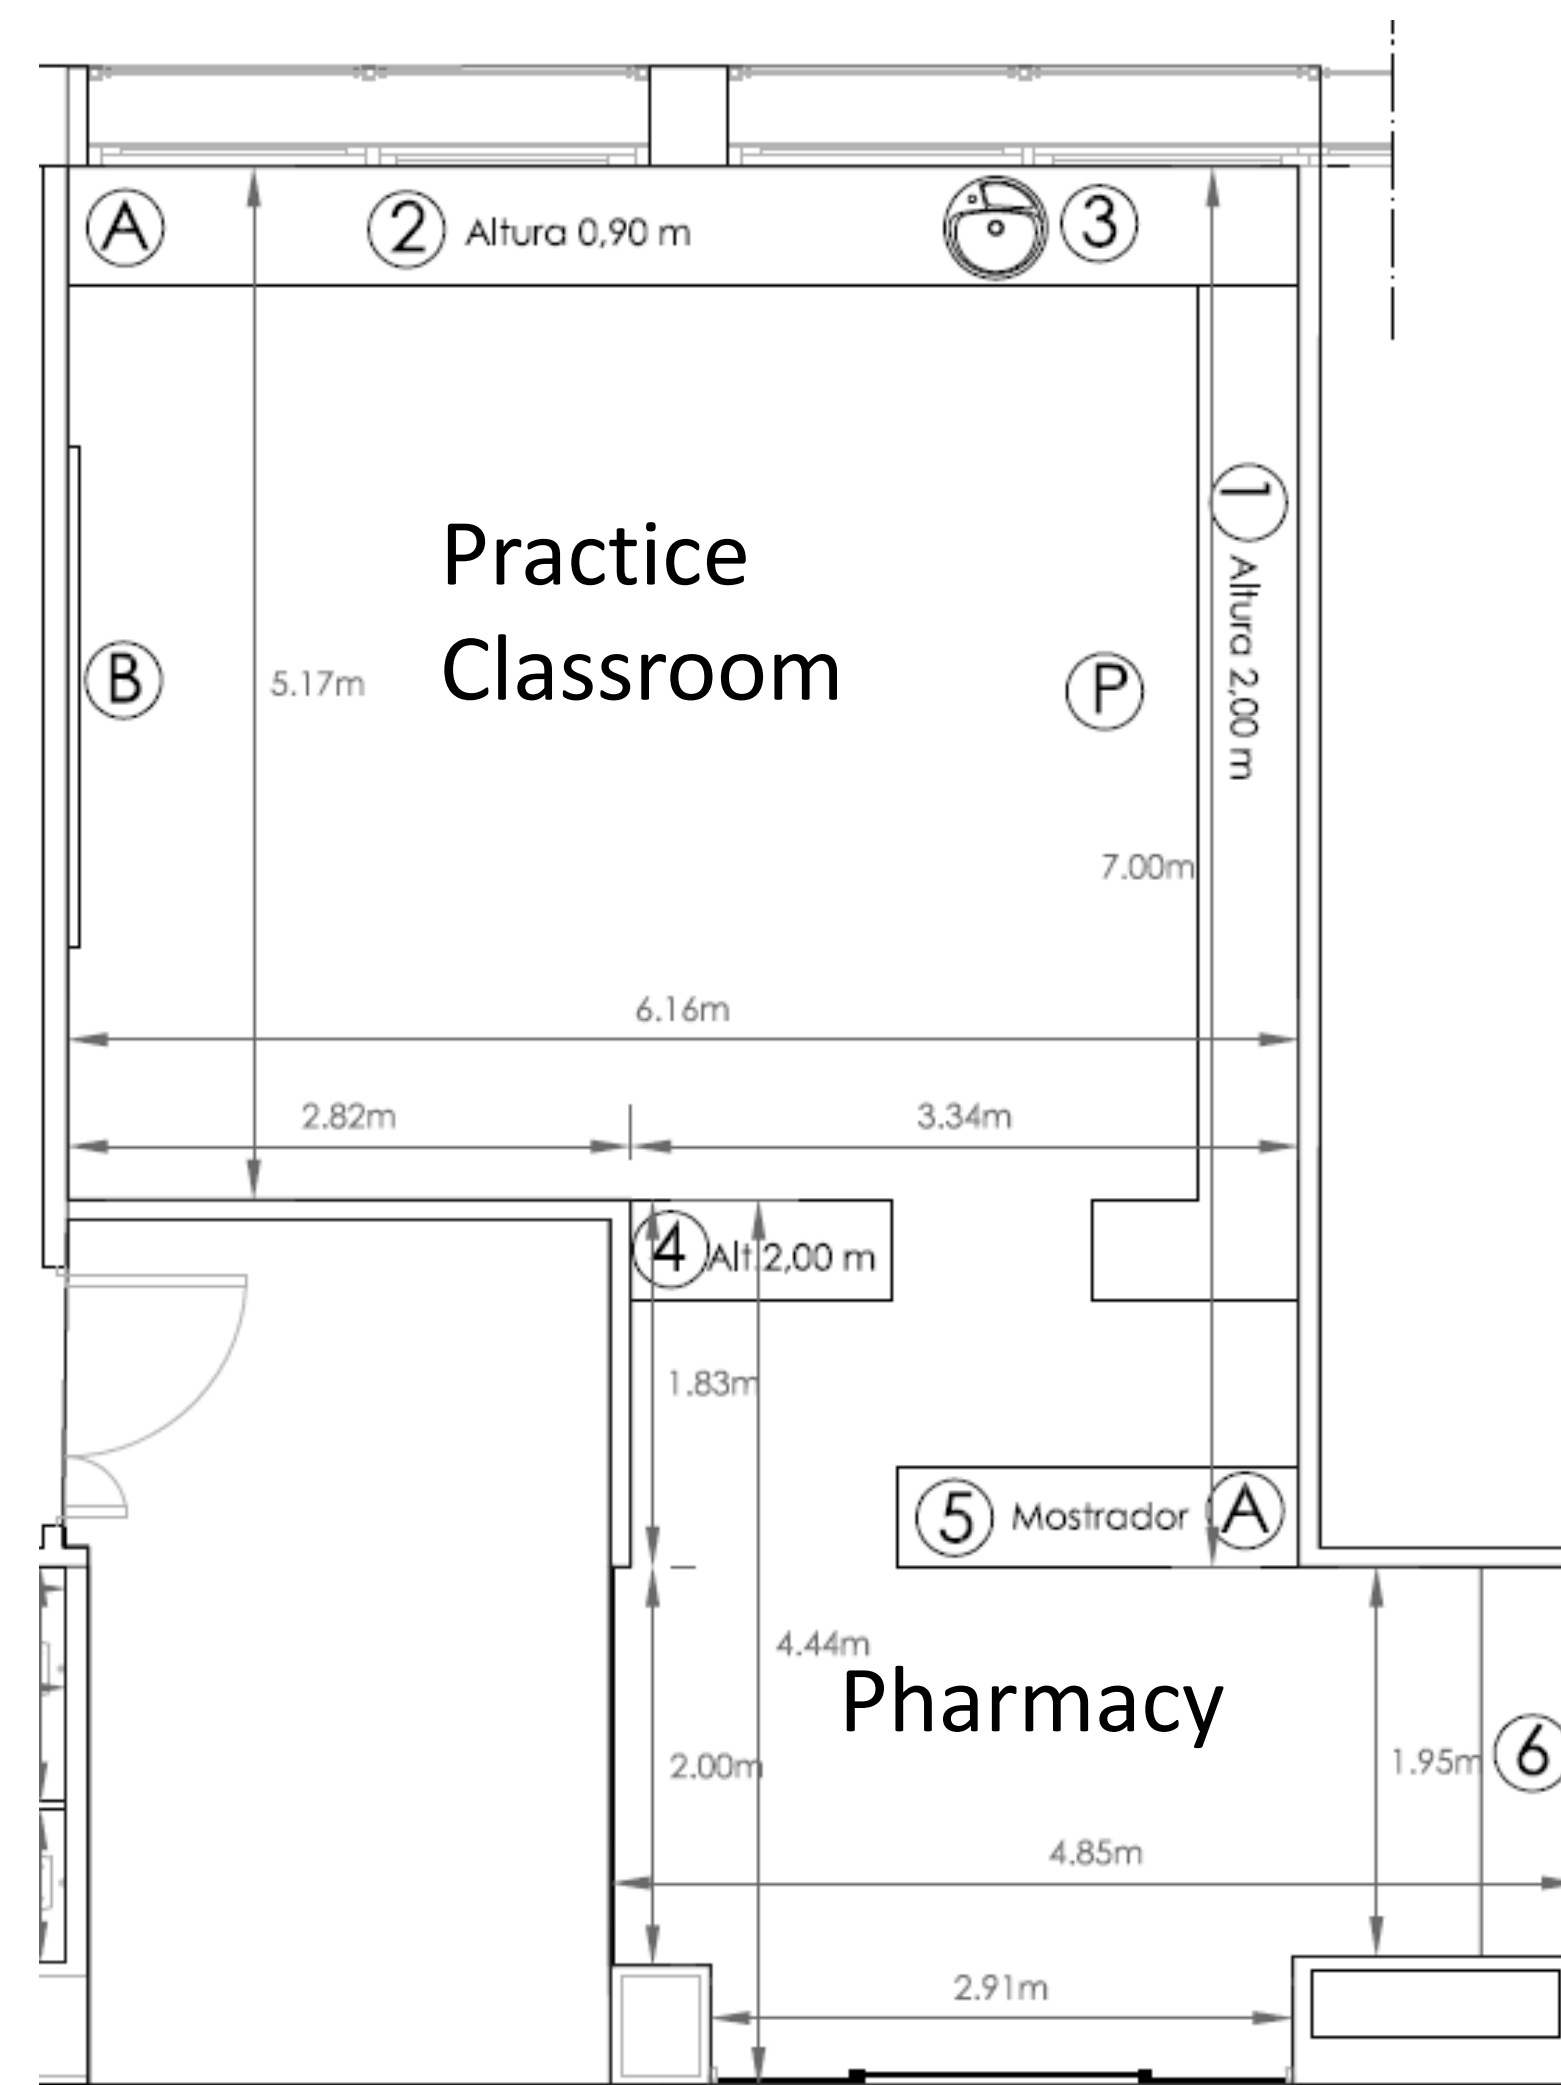 A
2 Altura 0,90 m
3
1 Altura 2,00 m
Practice
Classroom
B
5.17m
P
7.00m
6.16m
2.82m
3.34m
4 Alt.2,00 m
1.83m
5 Mostrador A
4.44m
Pharmacy
2.00m
1.95m
6
4.85m
2.91m